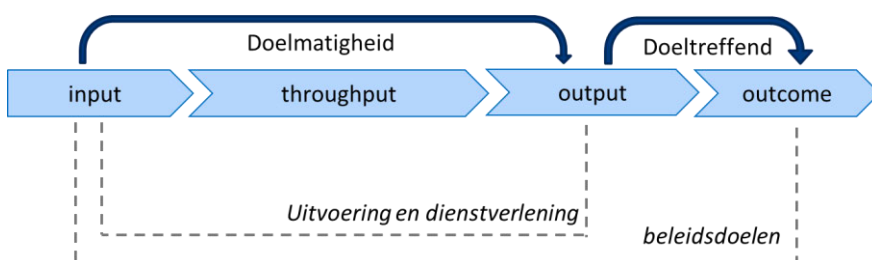 Doelmatigheid
Doeltreffend
input
throughput
output
outcome
Uitvoering en dienstverlening
beleidsdoelen